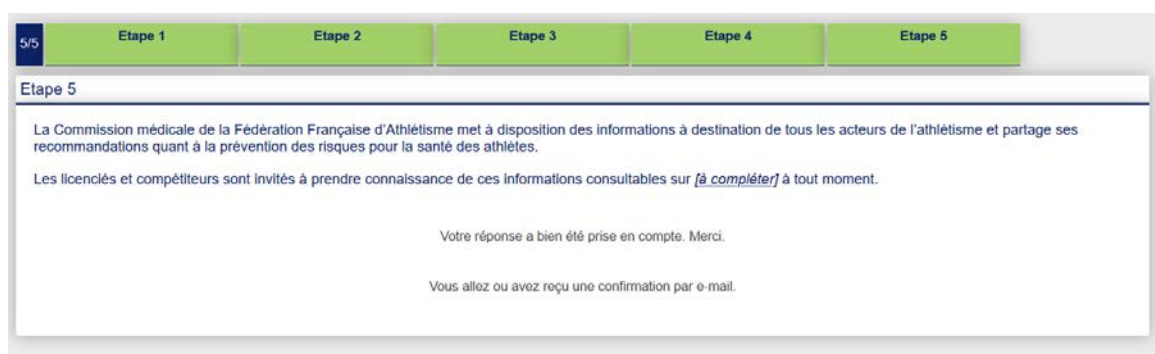 5/5 Etape 1 Etape 2 Etape 3 Etape 4 Etape 5
Etape 5
La Commission médicale de la Fédération Française d'Athlétisme met à disposition des informations à destination de tous les acteurs de l'athlétisme et partage ses
recommandations quant à la prévention des risques pour la santé des athlètes.
Les licenciés et compétiteurs sont invités à prendre connaissance de ces informations consultables sur [à compléter] à tout moment.
Votre réponse a bien été prise en compte. Merci.
Vous allez ou avez reçu une confirmation par e-mail.